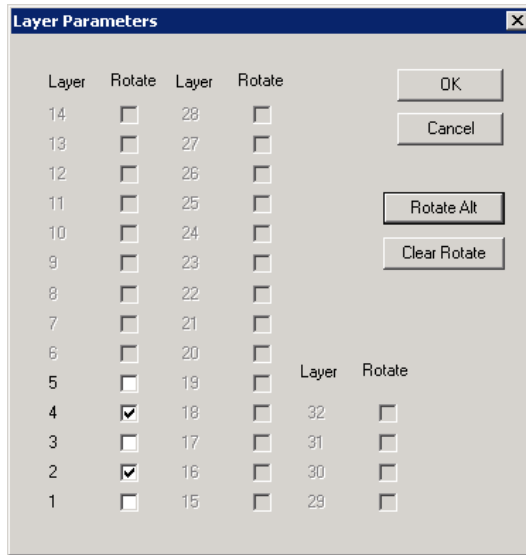 Layer Parameters
Layer Rotate Layer Rotate
OK
14 28
Cancel
13 27
12 26
11 25
Rotate Alt
10 24
9 23
Clear Rotate
8 22
7 21
6 20
Layer Rotate
5 19
4 18 32
3 17 31
2 16 30
1 15 29